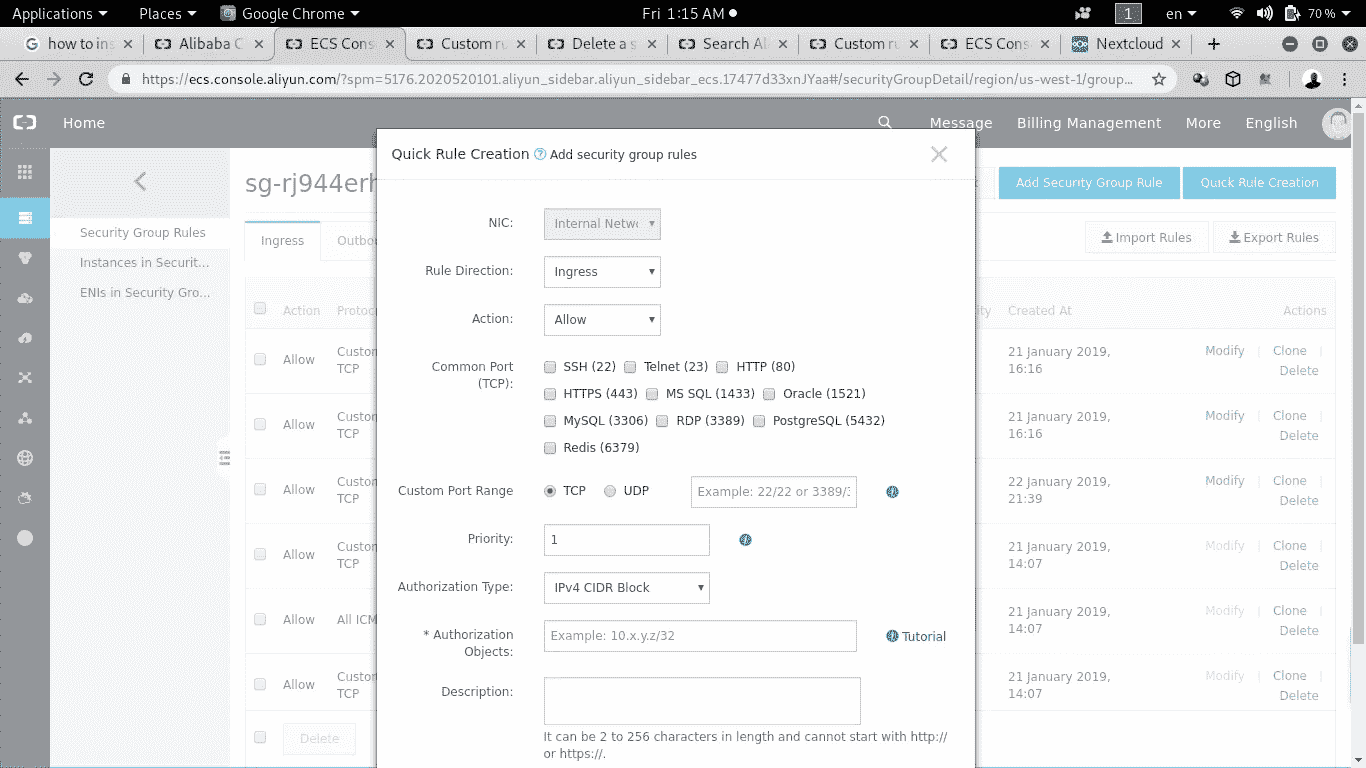 Applications Places Google Chrome Fri 1:15 AM 1 en 70 %
how to ins Alibaba C ECS Cons Custom ru Delete a s Search Al Custom ru ECS Cons Nextcloud
https://ecs.console.aliyun.com/?spm=5176.2020520101.aliyun_sidebar.aliyun_sidebar_ecs.17477d33xnJYaa#/securityGroupDetail/region/us-west-1/group...
Home Message Billing Management More English
Quick Rule Creation ? Add security group rules
sg-rj944erh Add Security Group Rule Quick Rule Creation
Security Group Rules
Instances in Securit...
ENIs in Security Gro...
Ingress Outbo Import Rules Export Rules
Action Protoc Created At Actions
Allow Custom TCP 21 January 2019, 16:16 Modify Clone Delete
Allow Custom TCP 21 January 2019, 16:16 Modify Clone Delete
Allow Custom TCP 22 January 2019, 21:39 Modify Clone Delete
Allow Custom TCP 21 January 2019, 14:07 Modify Clone Delete
Allow All ICM 21 January 2019, 14:07 Modify Clone Delete
Allow Custom TCP 21 January 2019, 14:07 Modify Clone Delete
Delete
NIC: Internal Netwo
Rule Direction: Ingress
Action: Allow
Common Port (TCP): SSH (22) Telnet (23) HTTP (80)
HTTPS (443) MS SQL (1433) Oracle (1521)
MySQL (3306) RDP (3389) PostgreSQL (5432)
Redis (6379)
Custom Port Range TCP UDP Example: 22/22 or 3389/3
Priority: 1
Authorization Type: IPv4 CIDR Block
* Authorization Objects: Example: 10.x.y.z/32 Tutorial
Description:
It can be 2 to 256 characters in length and cannot start with http://
or https://.